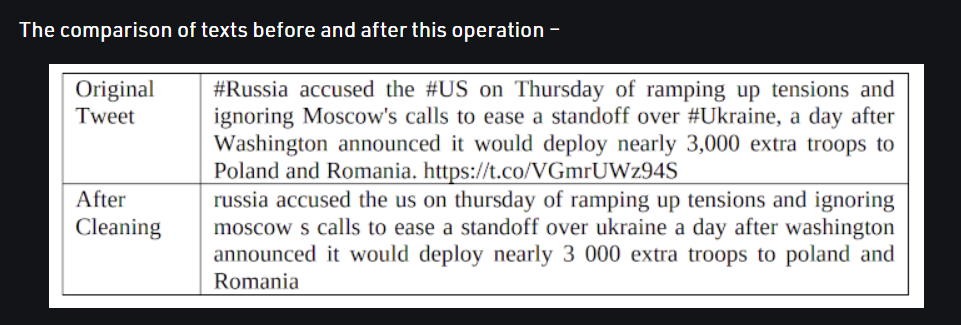 The comparison of texts before and after this operation –
Original
Tweet
#Russia accused the #US on Thursday of ramping up tensions and
ignoring Moscow's calls to ease a standoff over #Ukraine, a day after
Washington announced it would deploy nearly 3,000 extra troops to
Poland and Romania. https://t.co/VGmrUWz94S
After
Cleaning
russia accused the us on thursday of ramping up tensions and ignoring
moscow s calls to ease a standoff over ukraine a day after washington
announced it would deploy nearly 3 000 extra troops to poland and
Romania